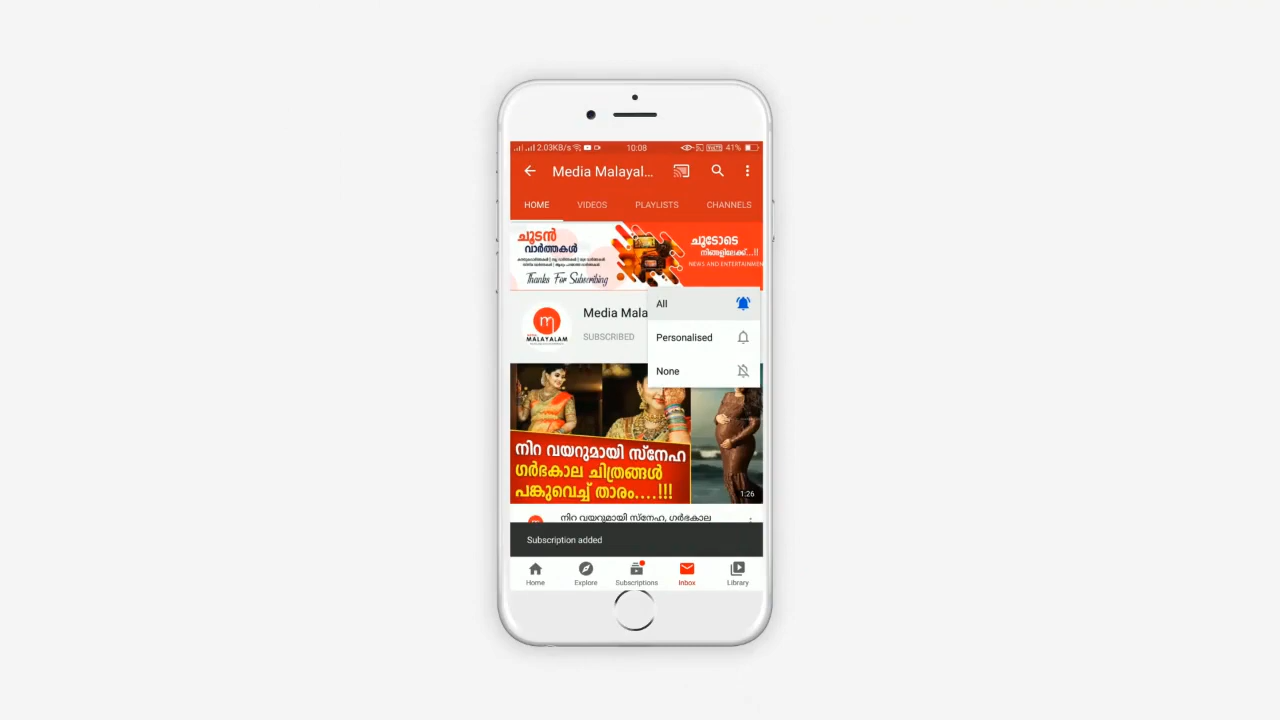 2.03KB/s
10:08
41%
Media Malayal...
HOME
VIDEOS
PLAYLISTS
CHANNELS
ചൂടൻ
വാർത്തകൾ
Thanks For Subscribing
ചൂടോടെ
നിങ്ങളിലേക്ക്...!!
NEWS AND ENTERTAINMEN
All
Personalised
None
Media Mala
SUBSCRIBED
MALAYALAM
നിറ വയറുമായി സ്നേഹ
ഗർഭകാല ചിത്രങ്ങൾ
പങ്കുവെച്ച് താരം....!!!
1:26
നിറ വയറുമായി സ്നേഹ, ഗർഭകാല
Subscription added
Home
Explore
Subscriptions
Inbox
Library